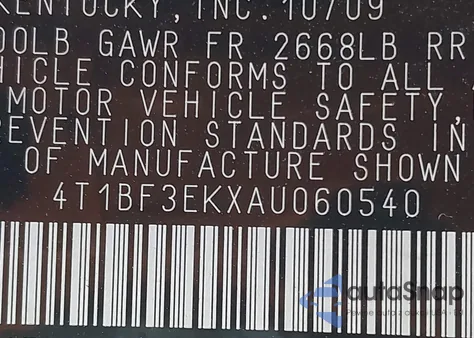 KENTUCKY, INC. 10/09
00LB GAWR FR 2668LB RR
HICLE CONFORMS TO ALL
MOTOR VEHICLE SAFETY,
EVENTION STANDARDS IN
OF MANUFACTURE SHOWN
4T1BF3EKXAU060540
autoSnap